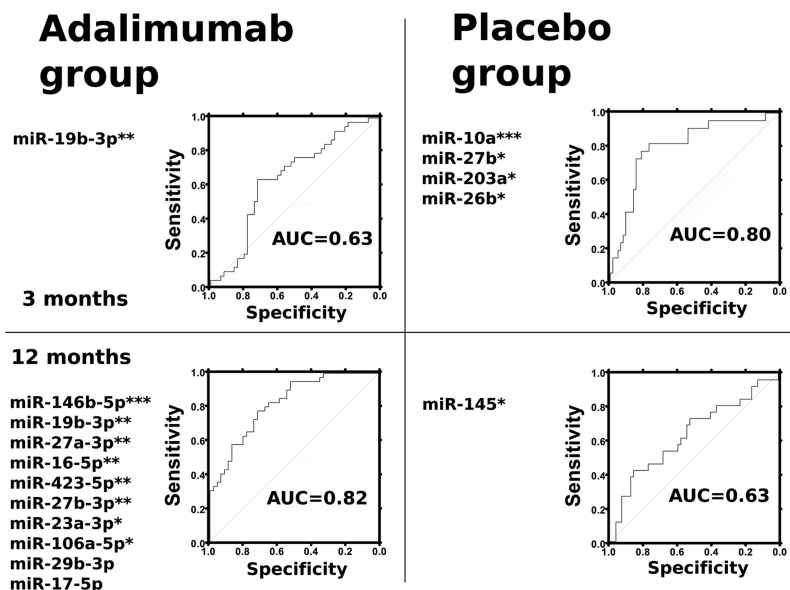 Adalimumab
group
Placebo
group
miR-19b-3p**
1.0
0.8
0.6
0.4
0.2
0.0
Sensitivity
AUC=0.63
1.0 0.8 0.6 0.4 0.2 0.0
Specificity
3 months
miR-10a***
miR-27b*
miR-203a*
miR-26b*
1.0
0.8
0.6
0.4
0.2
0.0
Sensitivity
AUC=0.80
1.0 0.8 0.6 0.4 0.2 0.0
Specificity
12 months
miR-146b-5p***
miR-19b-3p**
miR-27a-3p**
miR-16-5p**
miR-423-5p**
miR-27b-3p**
miR-23a-3p*
miR-106a-5p*
miR-29b-3p
miR-17-5p
1.0
0.8
0.6
0.4
0.2
0.0
Sensitivity
AUC=0.82
1.0 0.8 0.6 0.4 0.2 0.0
Specificity
miR-145*
1.0
0.8
0.6
0.4
0.2
0.0
Sensitivity
AUC=0.63
1.0 0.8 0.6 0.4 0.2 0.0
Specificity